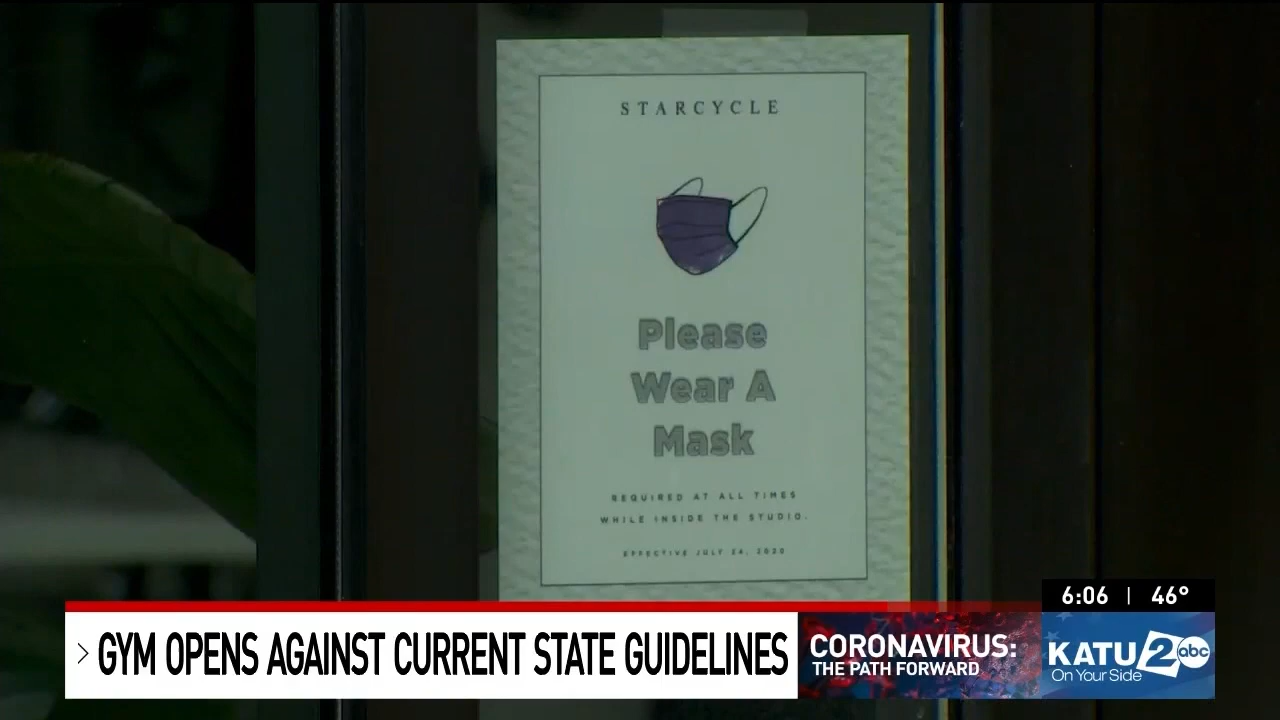 STARCYCLE
Please
Wear A
Mask
REQUIRED AT ALL TIMES
WHILE INSIDE THE STUDIO.
EFFECTIVE JULY 24, 2020
6:06 | 46°
> GYM OPENS AGAINST CURRENT STATE GUIDELINES
CORONAVIRUS:
THE PATH FORWARD
KATU 2 abc
On Your Side